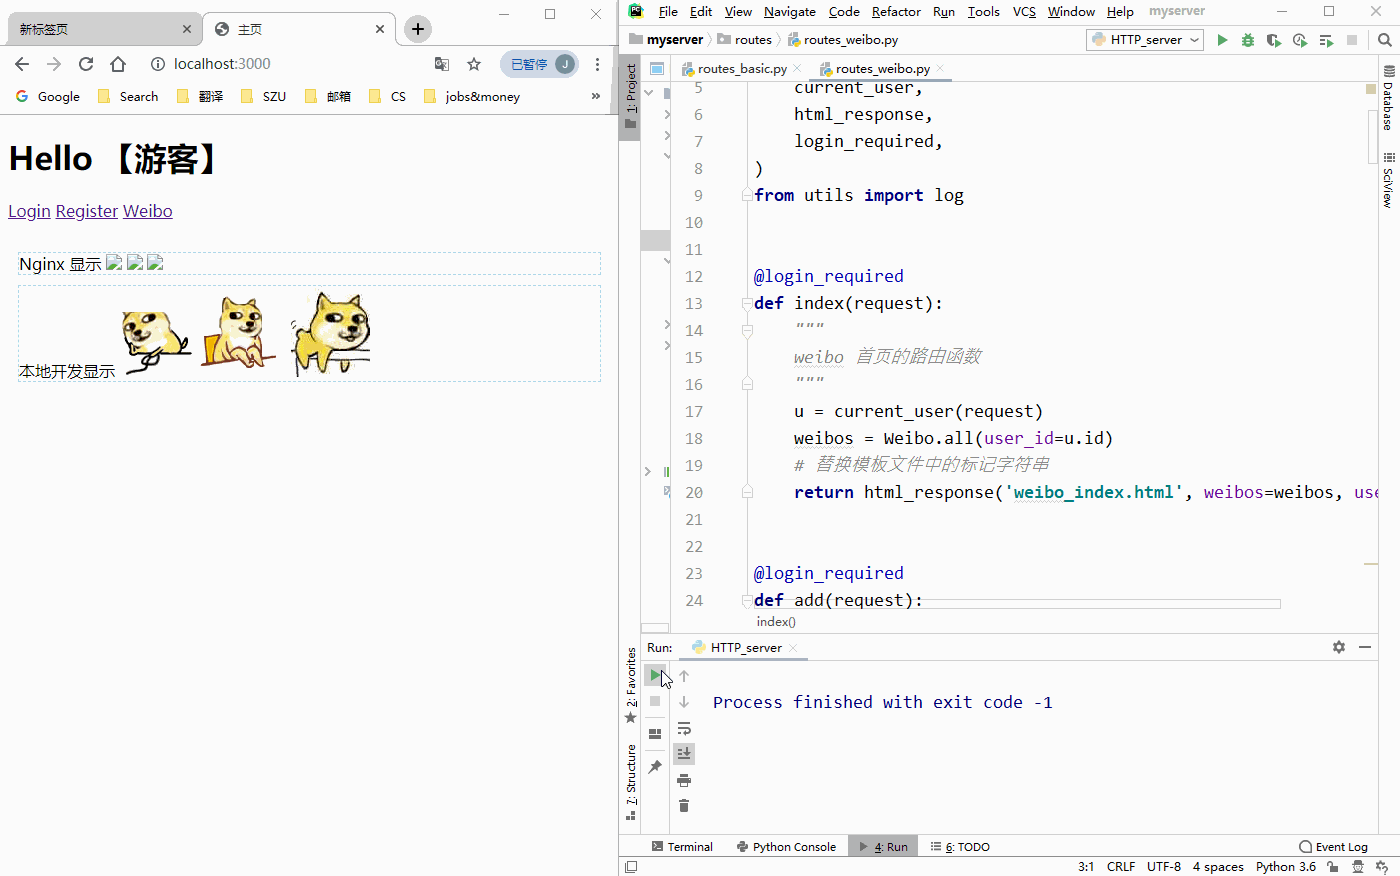 新标签页
主页
localhost:3000
已暂停 J
Google Search 翻译 SZU 邮箱 CS jobs&money »
Hello 【游客】
Login Register Weibo
Nginx 显示
本地开发显示
File Edit View Navigate Code Refactor Run Tools VCS Window Help myserver
myserver routes routes_weibo.py HTTP_server
1: Project
routes_basic.py routes_weibo.py
5 current_user,
6 html_response,
7 login_required,
8 )
9 from utils import log
10
11
12 @login_required
13 def index(request):
14 """
15 weibo 首页的路由函数
16 """
17 u = current_user(request)
18 weibos = Weibo.all(user_id=u.id)
19 # 替换模板文件中的标记字符串
20 return html_response('weibo_index.html', weibos=weibos, use
21
22
23 @login_required
24 def add(request):
index()
Database
SciView
2: Favorites
7: Structure
Run: HTTP_server
Process finished with exit code -1
Terminal Python Console 4: Run 6: TODO Event Log
3:1 CRLF UTF-8 4 spaces Python 3.6